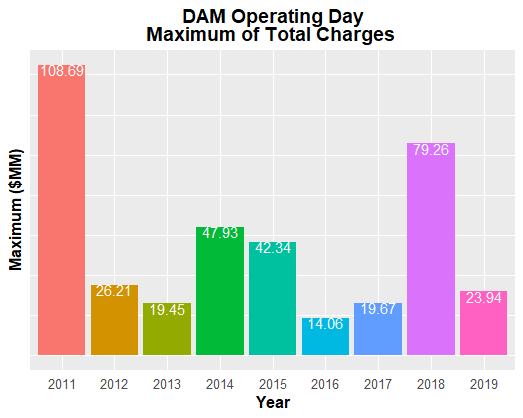 DAM Operating Day
Maximum of Total Charges
Maximum ($MM)
108.69
26.21
19.45
47.93
42.34
14.06
19.67
79.26
23.94
2011 2012 2013 2014 2015 2016 2017 2018 2019
Year